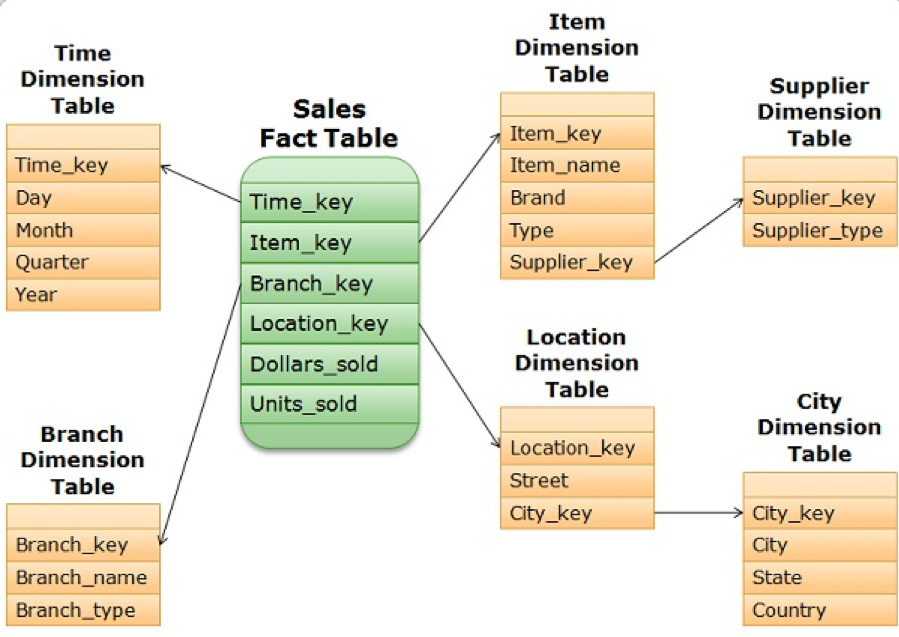 Time
Dimension
Table
Time_key
Day
Month
Quarter
Year
Sales
Fact Table
Time_key
Item_key
Branch_key
Location_key
Dollars_sold
Units_sold
Item
Dimension
Table
Item_key
Item_name
Brand
Type
Supplier_key
Supplier
Dimension
Table
Supplier_key
Supplier_type
Branch
Dimension
Table
Branch_key
Branch_name
Branch_type
Location
Dimension
Table
Location_key
Street
City_key
City
Dimension
Table
City_key
City
State
Country